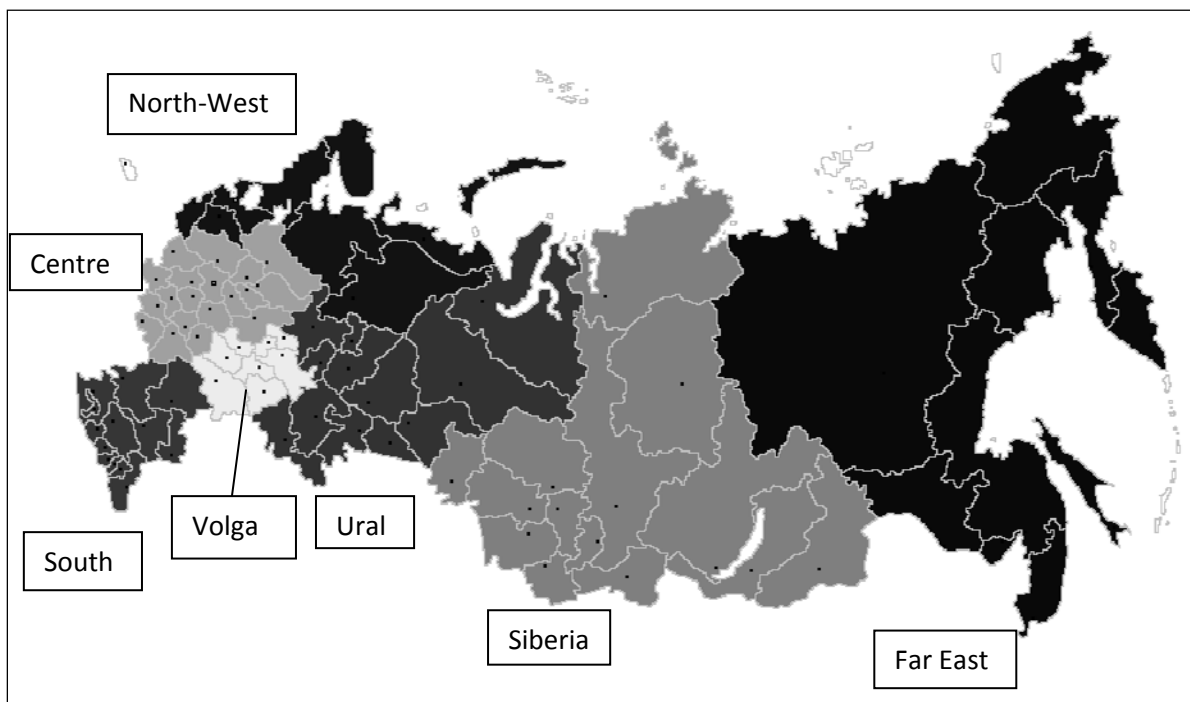 North-West
Centre
Volga
Ural
South
Siberia
Far East